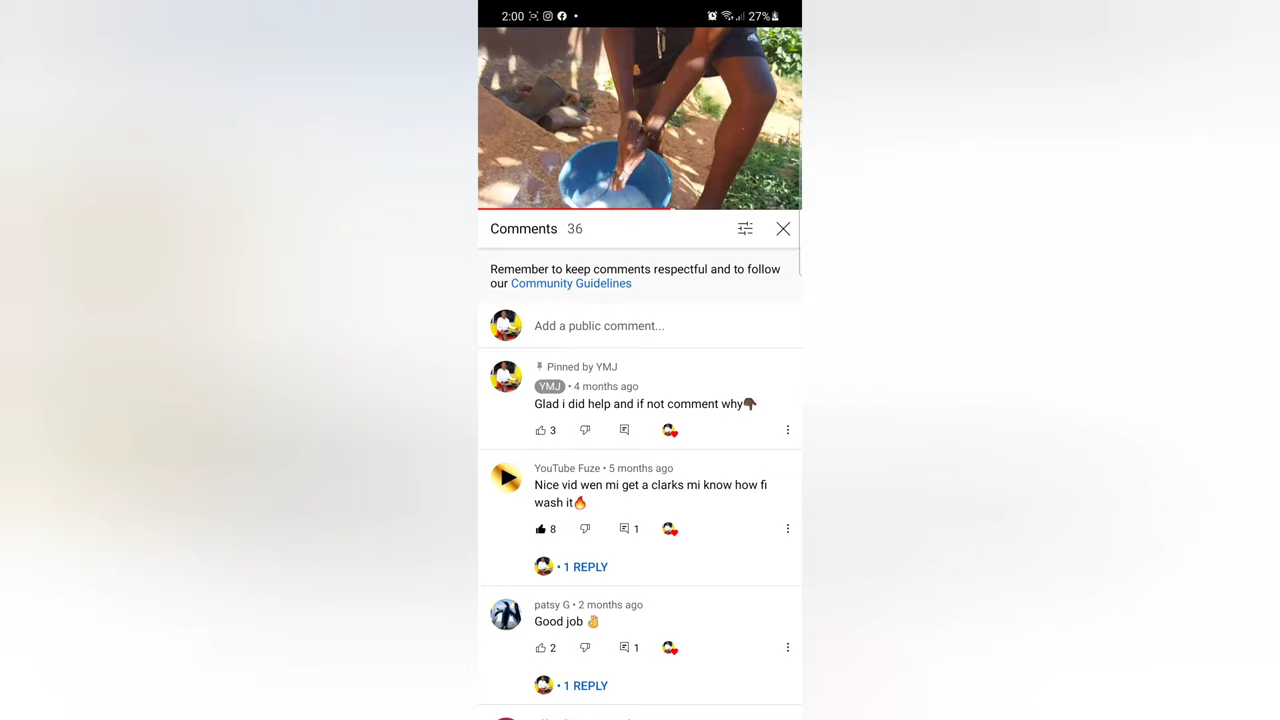 2:00
27%
Comments 36
Remember to keep comments respectful and to follow
our Community Guidelines
Add a public comment...
Pinned by YMJ
YMJ • 4 months ago
Glad i did help and if not comment why👇🏿
3
YouTube Fuze • 5 months ago
Nice vid wen mi get a clarks mi know how fi
wash it🔥
8 1
• 1 REPLY
patsy G • 2 months ago
Good job 👌
2 1
• 1 REPLY